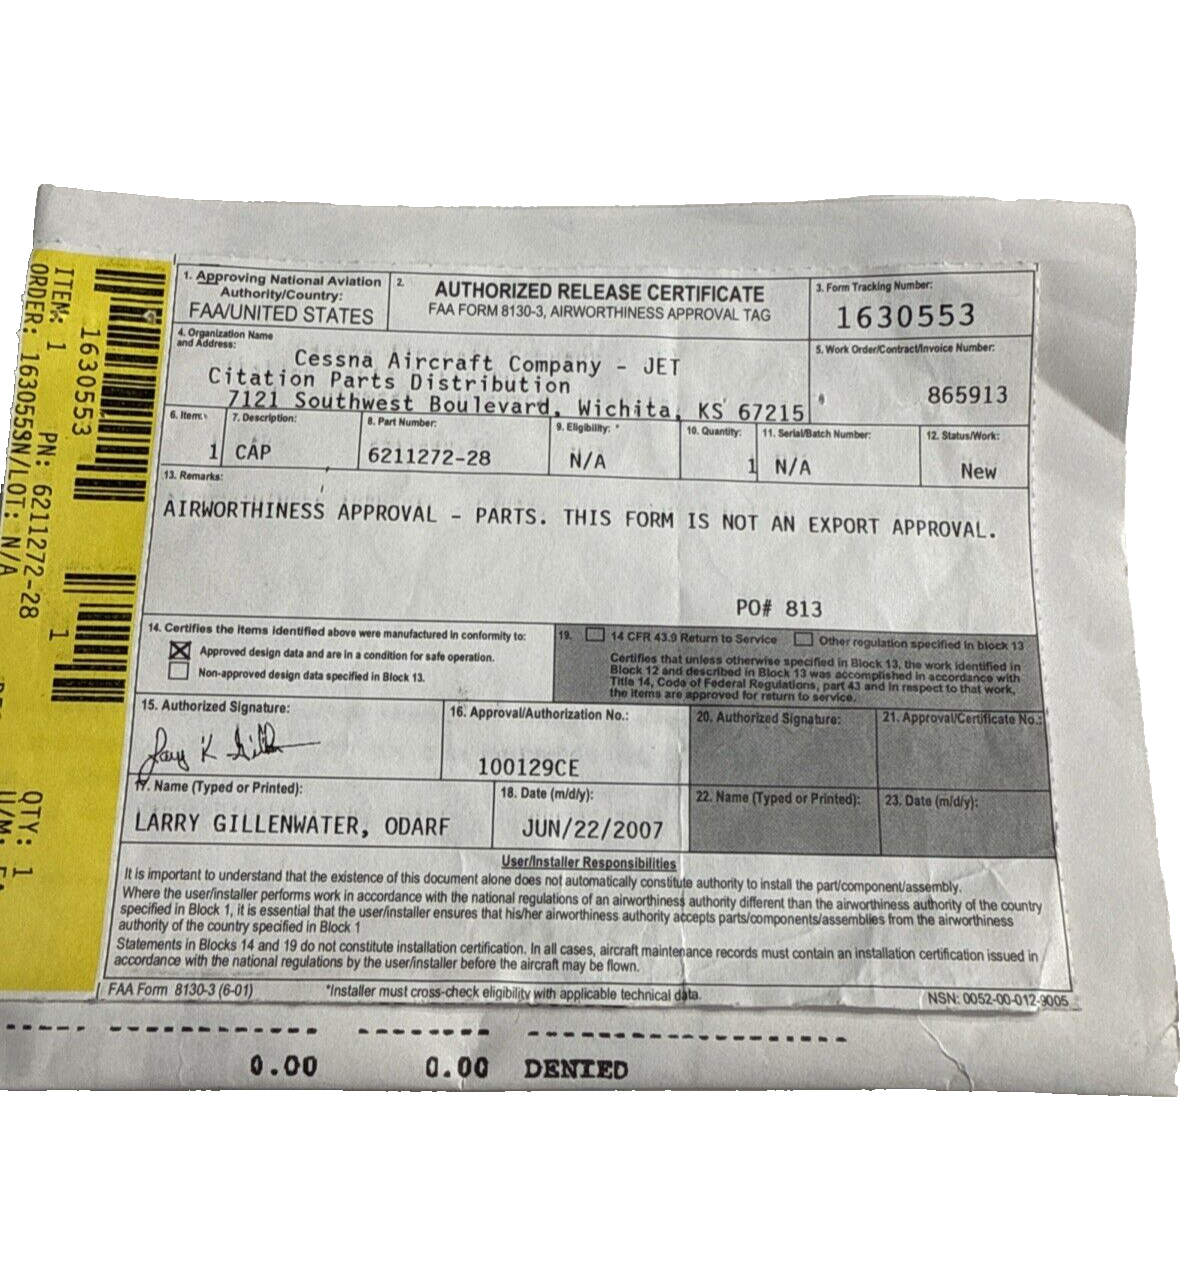 ITEM: 1
1630553
ORDER: 1630553
PN: 6211272-28
SN/LOT: N/A
1
QTY: 1
U/M:
1. Approving National Aviation
Authority/Country:
FAA/UNITED STATES
2.
AUTHORIZED RELEASE CERTIFICATE
FAA FORM 8130-3, AIRWORTHINESS APPROVAL TAG
3. Form Tracking Number:
1630553
4. Organization Name
and Address:
Cessna Aircraft Company - JET
Citation Parts Distribution
7121 Southwest Boulevard, Wichita, KS 67215
5. Work Order/Contract/Invoice Number:
865913
6. Item:
1
7. Description:
CAP
8. Part Number:
6211272-28
9. Eligibility: *
N/A
10. Quantity:
1
11. Serial/Batch Number:
N/A
12. Status/Work:
New
13. Remarks:
AIRWORTHINESS APPROVAL - PARTS. THIS FORM IS NOT AN EXPORT APPROVAL.
PO# 813
14. Certifies the items identified above were manufactured in conformity to:
Approved design data and are in a condition for safe operation.
Non-approved design data specified in Block 13.
19. 14 CFR 43.9 Return to Service Other regulation specified in block 13
Certifies that unless otherwise specified in Block 13, the work identified in
Block 12 and described in Block 13 was accomplished in accordance with
Title 14, Code of Federal Regulations, part 43 and in respect to that work,
the items are approved for return to service.
15. Authorized Signature:
16. Approval/Authorization No.:
100129CE
20. Authorized Signature:
21. Approval/Certificate No.:
17. Name (Typed or Printed):
LARRY GILLENWATER, ODARF
18. Date (m/d/y):
JUN/22/2007
22. Name (Typed or Printed):
23. Date (m/d/y):
User/Installer Responsibilities
It is important to understand that the existence of this document alone does not automatically constitute authority to install the part/component/assembly.
Where the user/installer performs work in accordance with the national regulations of an airworthiness authority different than the airworthiness authority of the country
specified in Block 1, it is essential that the user/installer ensures that his/her airworthiness authority accepts parts/components/assemblies from the airworthiness
authority of the country specified in Block 1
Statements in Blocks 14 and 19 do not constitute installation certification. In all cases, aircraft maintenance records must contain an installation certification issued in
accordance with the national regulations by the user/installer before the aircraft may be flown.
FAA Form 8130-3 (6-01)
*Installer must cross-check eligibility with applicable technical data.
NSN: 0052-00-012-9005
0.00 0.00 DENIED